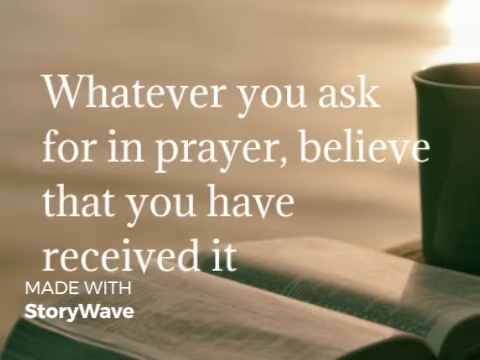 Whatever you ask
for in prayer, believe
that you have
received it
MADE WITH
StoryWave